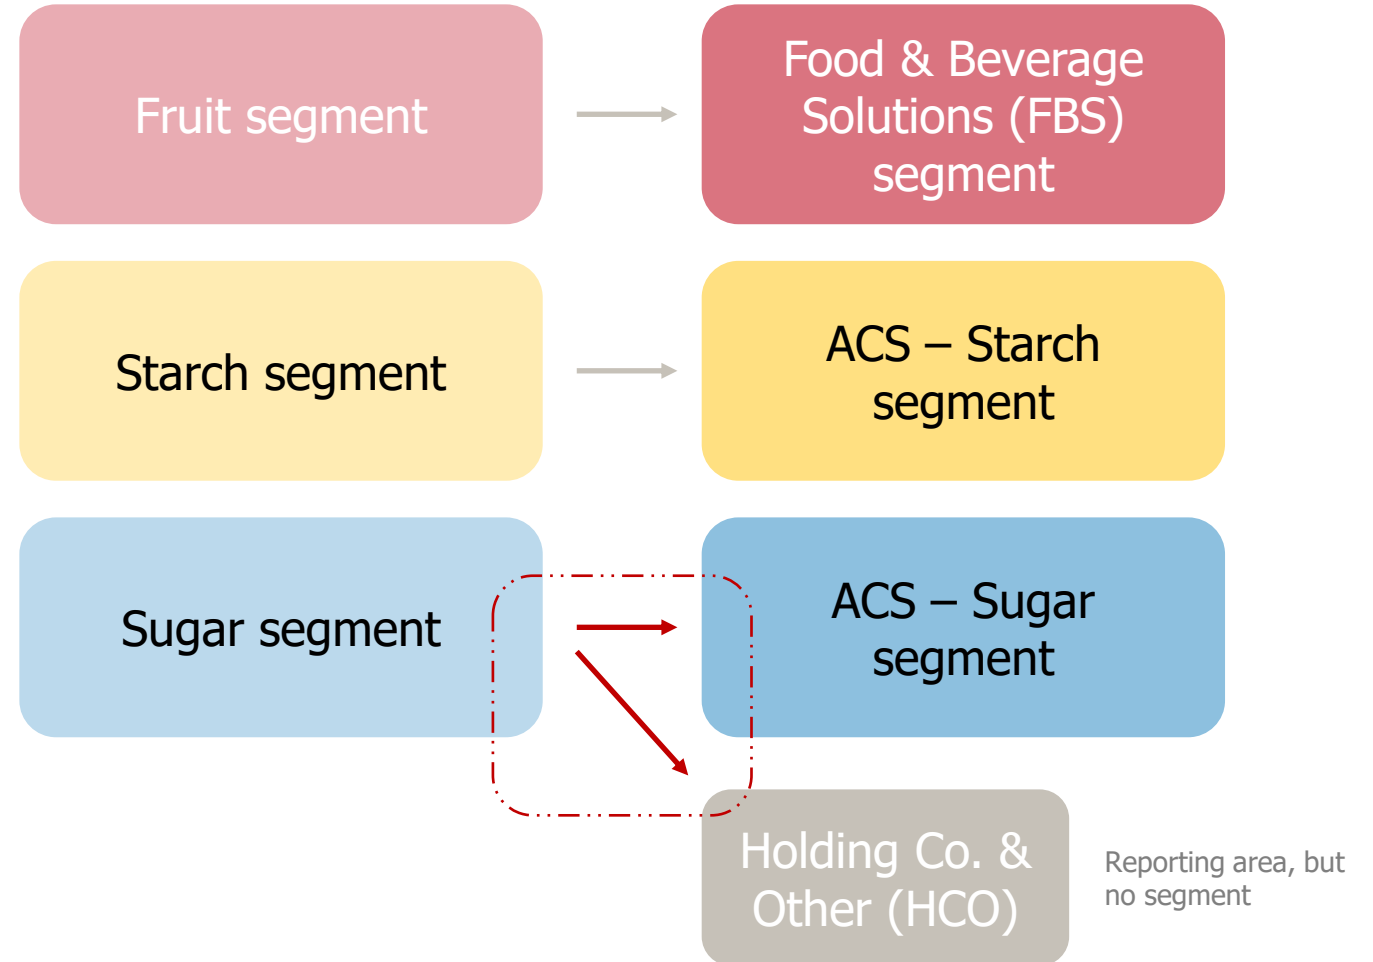 Fruit segment
Food & Beverage
Solutions (FBS)
segment
Starch segment
ACS – Starch
segment
Sugar segment
ACS – Sugar
segment
Holding Co. &
Other (HCO)
Reporting area, but
no segment